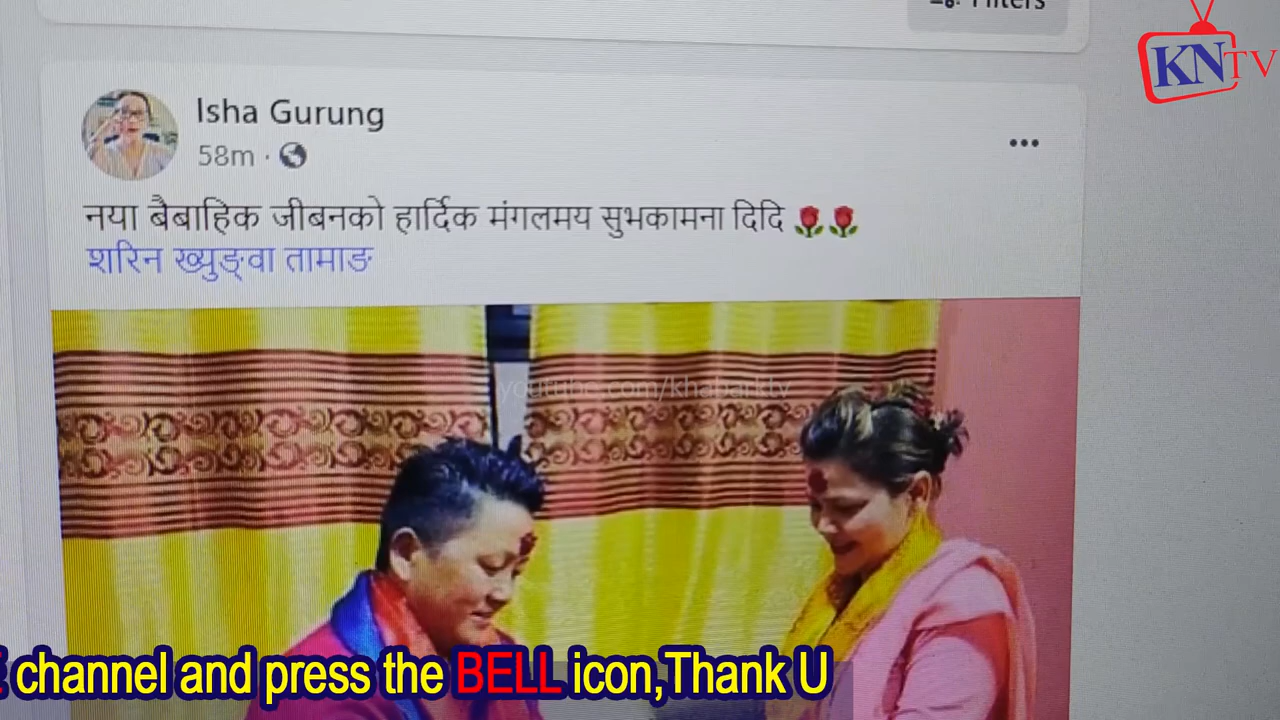 Filters
KNTV
Isha Gurung
58m ·
नया बैबाहिक जीबनको हार्दिक मंगलमय सुभकामना दिदि
शरिन ख्युङ्वा तामाङ
youtube.com/khabarktv
channel and press the BELL icon,Thank U